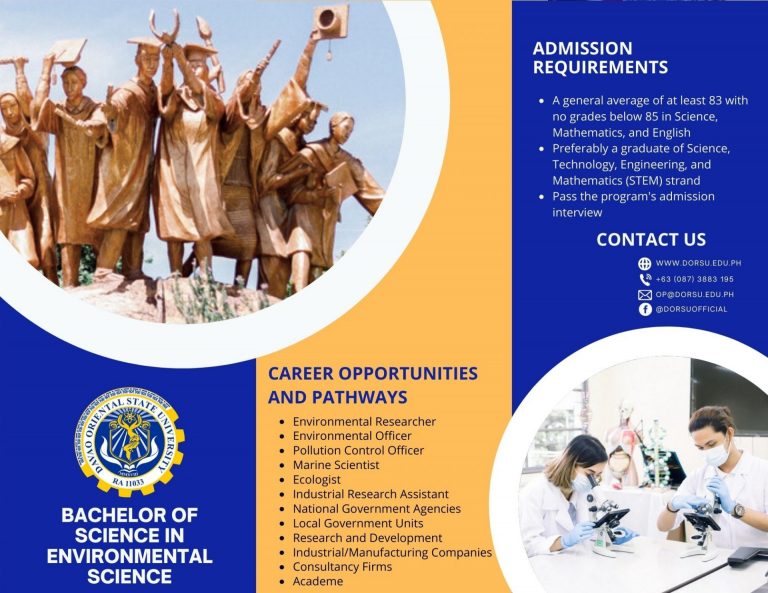 DAVAO ORIENTAL STATE UNIVERSITY
RA 11033
BACHELOR OF
SCIENCE IN
ENVIRONMENTAL
SCIENCE
CAREER OPPORTUNITIES
AND PATHWAYS
• Environmental Researcher
• Environmental Officer
• Pollution Control Officer
• Marine Scientist
• Ecologist
• Industrial Research Assistant
• National Government Agencies
• Local Government Units
• Research and Development
• Industrial/Manufacturing Companies
• Consultancy Firms
• Academe
ADMISSION
REQUIREMENTS
• A general average of at least 83 with
no grades below 85 in Science,
Mathematics, and English
• Preferably a graduate of Science,
Technology, Engineering, and
Mathematics (STEM) strand
• Pass the program's admission
interview
CONTACT US
WWW.DORSU.EDU.PH
+63 (087) 3883 195
OP@DORSU.EDU.PH
@DORSUOFFICIAL